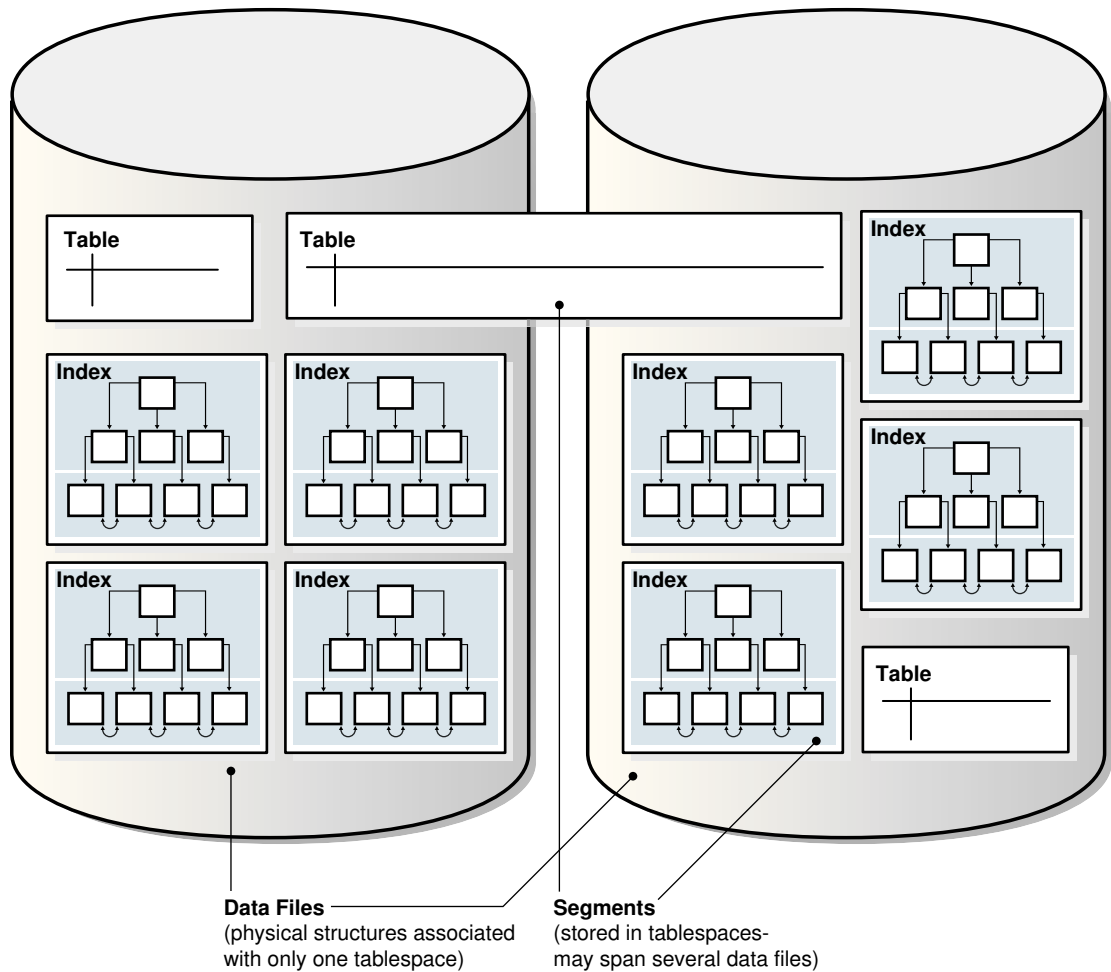 Table
Table
Index
Index
Index
Index
Index
Index
Index
Index
Table
Data Files
(physical structures associated
with only one tablespace)
Segments
(stored in tablespaces-
may span several data files)